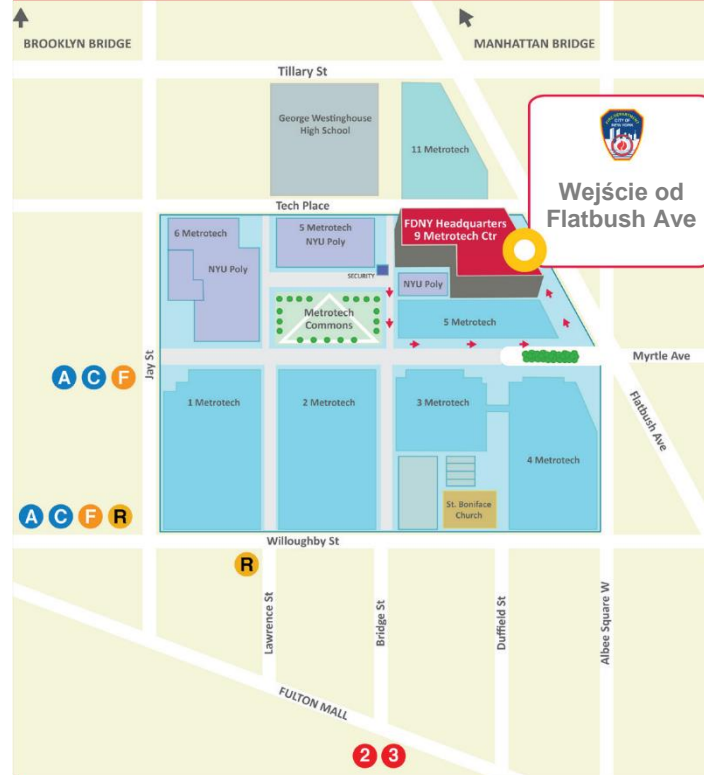 BROOKLYN BRIDGE
MANHATTAN BRIDGE
Tillary St
George Westinghouse
High School
11 Metrotech
CITY OF
Wejście od
Flatbush Ave
Tech Place
6 Metrotech
NYU Poly
5 Metrotech
NYU Poly
FDNY Headquarters
9 Metrotech Ctr
SECURITY
NYU Poly
Metrotech
Commons
5 Metrotech
Jay St
Myrtle Ave
A C F
1 Metrotech
2 Metrotech
3 Metrotech
Flatbush Ave
4 Metrotech
A C F R
St. Boniface
Church
Willoughby St
R
Lawrence St
Bridge St
Duffield St
Albee Square W
FULTON MALL
2 3